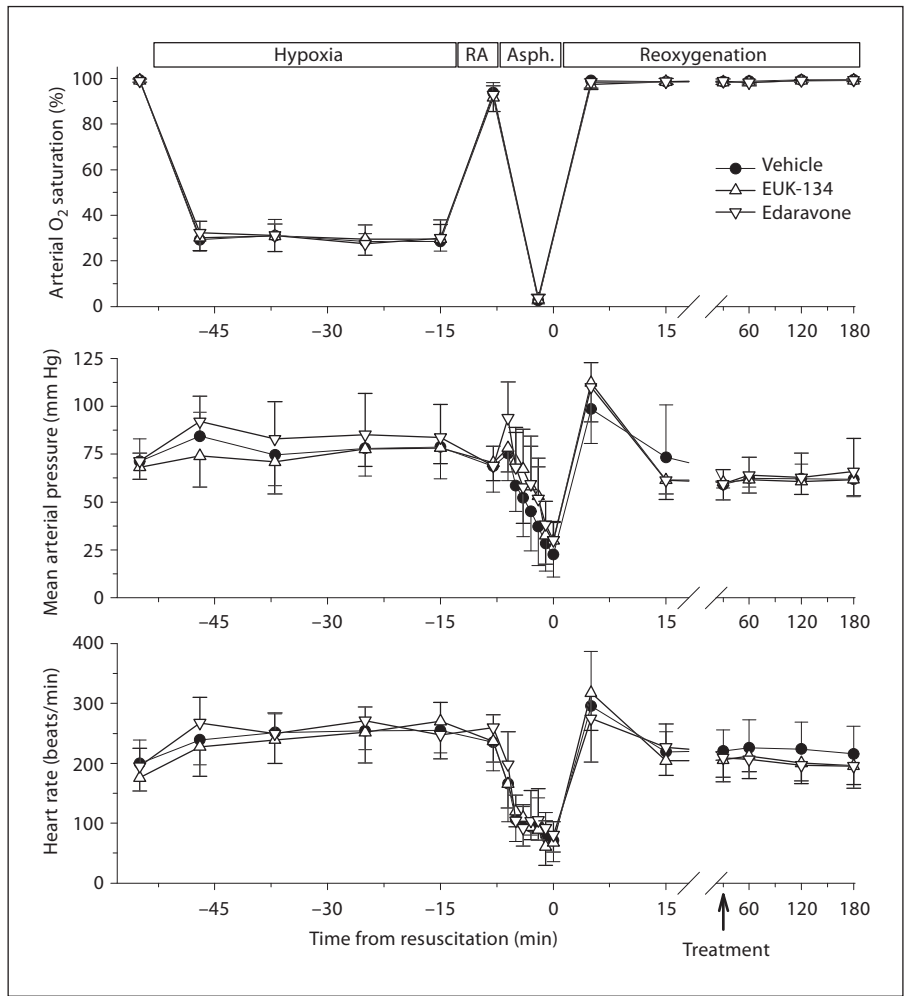 Hypoxia RA Asph. Reoxygenation
Arterial O₂ saturation (%)
100
80
60
40
20
0
Vehicle
EUK-134
Edaravone
–45 –30 –15 0 15 60 120 180
Mean arterial pressure (mm Hg)
125
100
75
50
25
0
–45 –30 –15 0 15 60 120 180
Heart rate (beats/min)
400
300
200
100
0
–45 –30 –15 0 15 60 120 180
Time from resuscitation (min)
Treatment